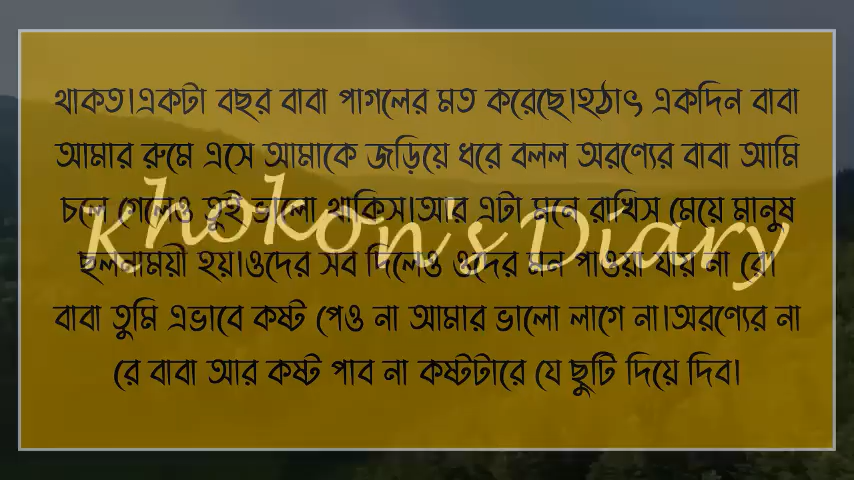 থাকত।একটা বছর বাবা পাগলের মত করেছে।হঠাৎ একদিন বাবা
আমার রুমে এসে আমাকে জড়িয়ে ধরে বলল অরণ্যের বাবা আমি
চলে গেলেও তুই ভালো থাকিস।আর এটা মনে রাখিস মেয়ে মানুষ
ছলনাময়ী হয়।ওদের সব দিলেও ওদের মন পাওয়া যায় না রে।
বাবা তুমি এভাবে কষ্ট পেও না আমার ভালো লাগে না।অরণ্যের না
রে বাবা আর কষ্ট পাব না কষ্টটারে যে ছুটি দিয়ে দিব।
Khokon's Diary